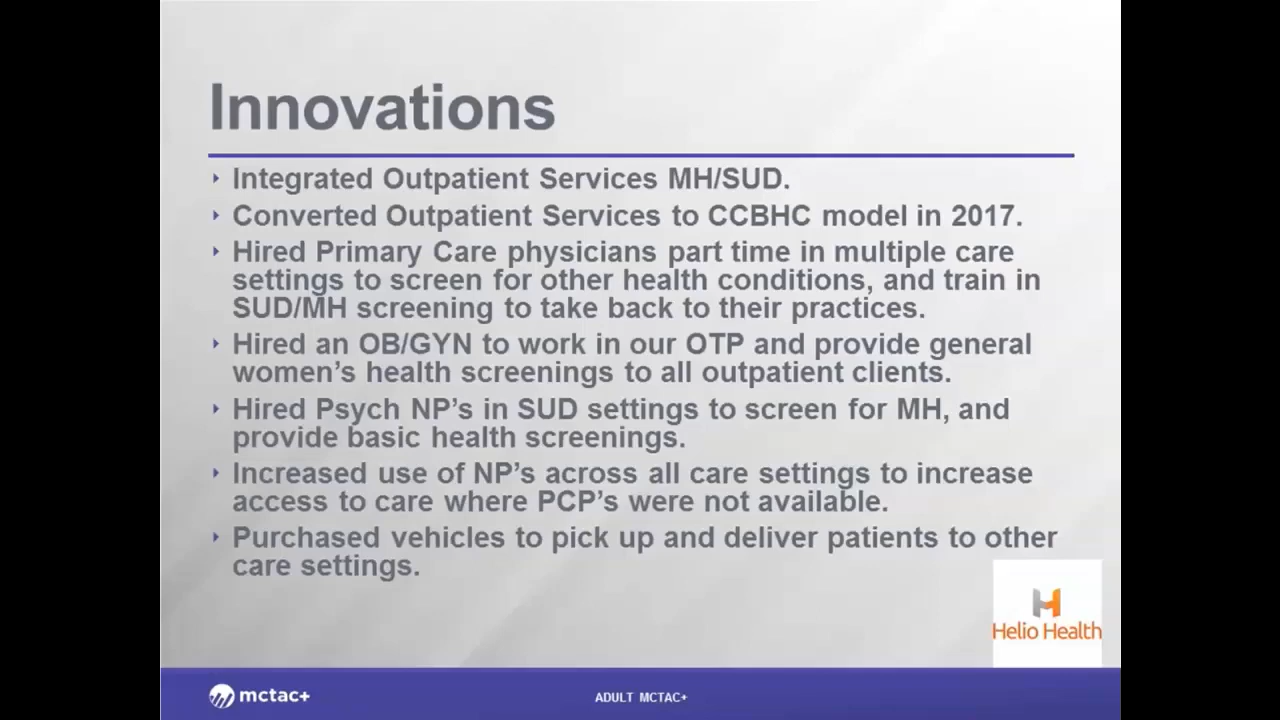 Innovations
Integrated Outpatient Services MH/SUD.
Converted Outpatient Services to CCBHC model in 2017.
Hired Primary Care physicians part time in multiple care
settings to screen for other health conditions, and train in
SUD/MH screening to take back to their practices.
Hired an OB/GYN to work in our OTP and provide general
women’s health screenings to all outpatient clients.
Hired Psych NP’s in SUD settings to screen for MH, and
provide basic health screenings.
Increased use of NP’s across all care settings to increase
access to care where PCP’s were not available.
Purchased vehicles to pick up and deliver patients to other
care settings.
Helio Health
mctac+
ADULT MCTAC+